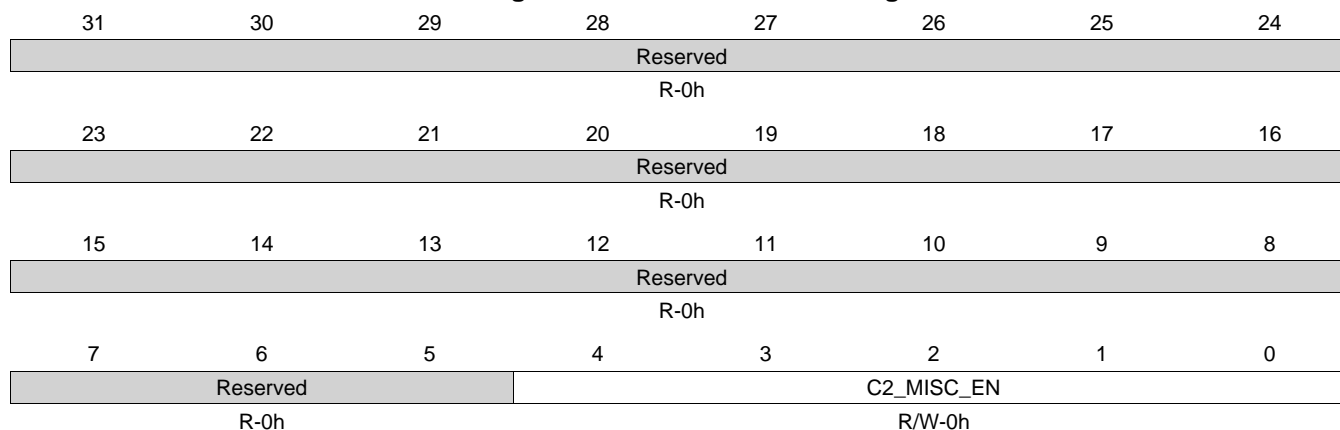 31 30 29 28 27 26 25 24
Reserved
R-0h
23 22 21 20 19 18 17 16
Reserved
R-0h
15 14 13 12 11 10 9 8
Reserved
R-0h
7 6 5 4 3 2 1 0
Reserved C2_MISC_EN
R-0h R/W-0h